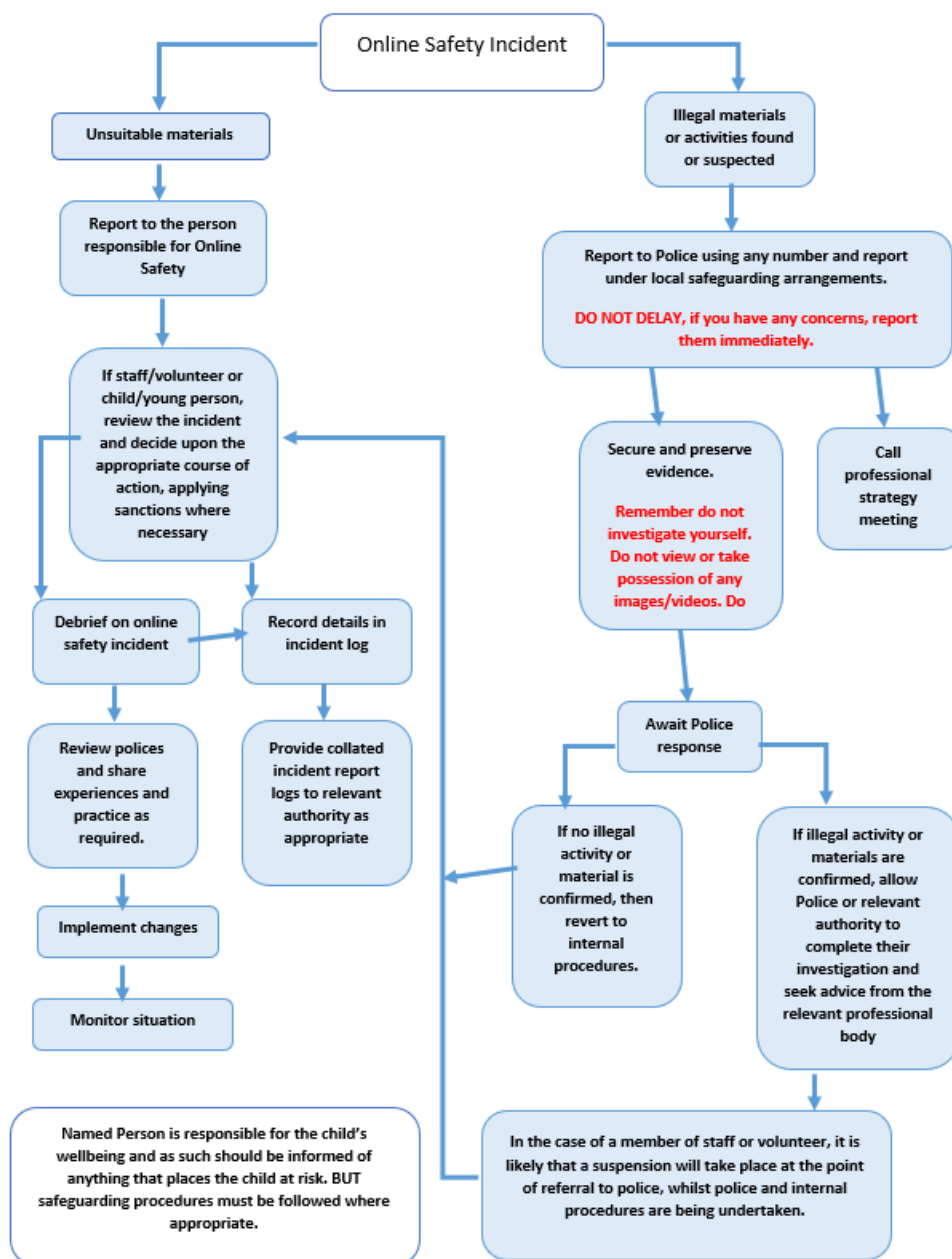 Online Safety Incident
Unsuitable materials
Report to the person
responsible for Online
Safety
If staff/volunteer or
child/young person,
review the incident
and decide upon the
appropriate course of
action, applying
sanctions where
necessary
Debrief on online
safety incident
Record details in
incident log
Review polices
and share
experiences and
practice as
required.
Provide collated
incident report
logs to relevant
authority as
appropriate
Implement changes
Monitor situation
Illegal materials
or activities found
or suspected
Report to Police using any number and report
under local safeguarding arrangements.
DO NOT DELAY, if you have any concerns, report
them immediately.
Secure and preserve
evidence.
Remember do not
investigate yourself.
Do not view or take
possession of any
images/videos. Do
Call
professional
strategy
meeting
Await Police
response
If no illegal
activity or
material is
confirmed, then
revert to
internal
procedures.
If illegal activity or
materials are
confirmed, allow
Police or relevant
authority to
complete their
investigation and
seek advice from the
relevant professional
body
In the case of a member of staff or volunteer, it is
likely that a suspension will take place at the point
of referral to police, whilst police and internal
procedures are being undertaken.
Named Person is responsible for the child’s
wellbeing and as such should be informed of
anything that places the child at risk. BUT
safeguarding procedures must be followed where
appropriate.